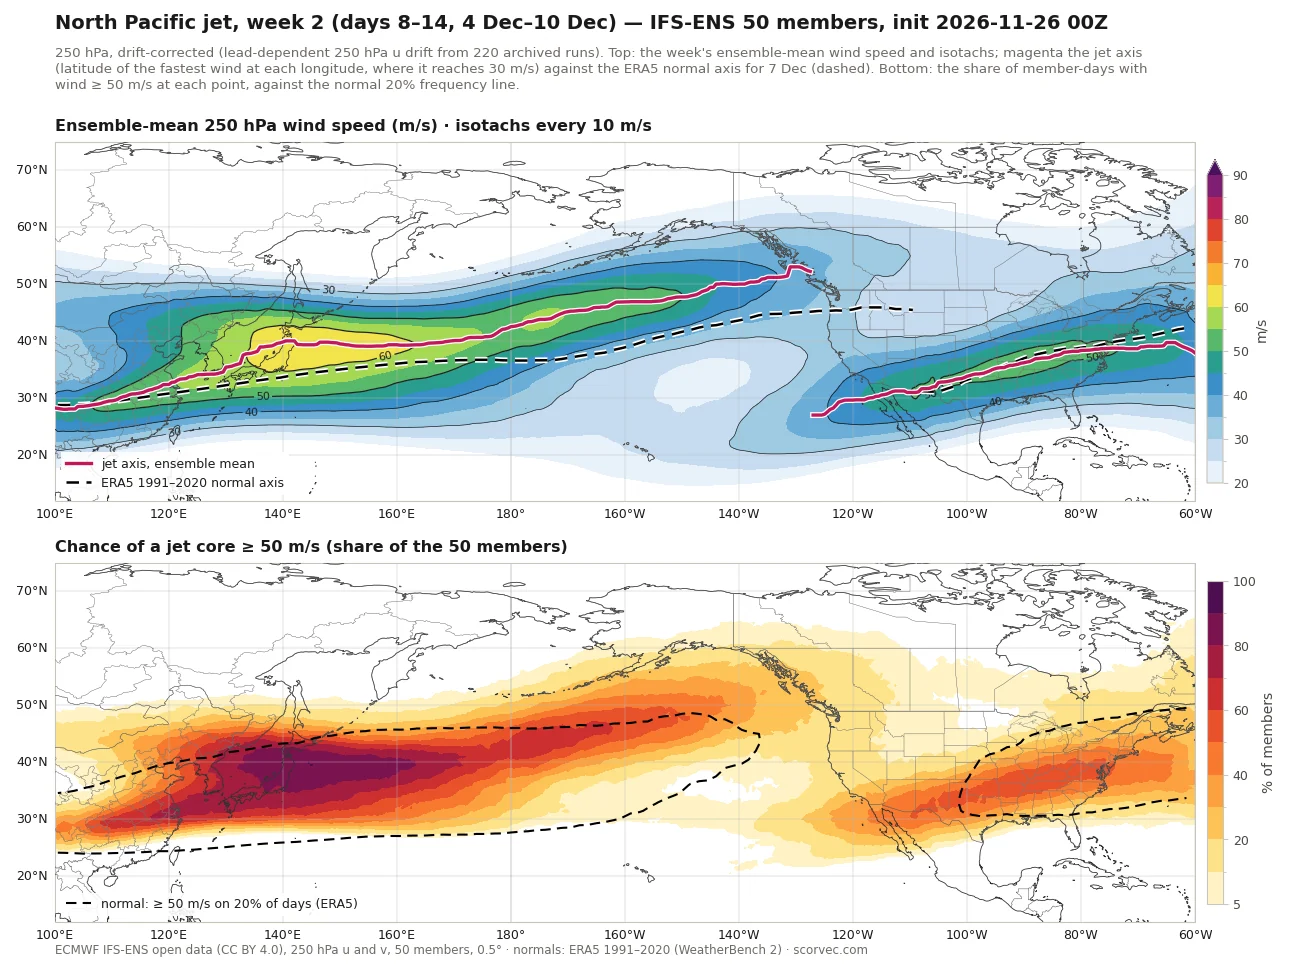 North Pacific jet, week 2 (days 8–14, 4 Dec–10 Dec) — IFS-ENS 50 members, init 2026-11-26 00Z
250 hPa, drift-corrected (lead-dependent 250 hPa u drift from 220 archived runs). Top: the week's ensemble-mean wind speed and isotachs; magenta the jet axis
(latitude of the fastest wind at each longitude, where it reaches 30 m/s) against the ERA5 normal axis for 7 Dec (dashed). Bottom: the share of member-days with
wind ≥ 50 m/s at each point, against the normal 20% frequency line.
Ensemble-mean 250 hPa wind speed (m/s) · isotachs every 10 m/s
70°N
60°N
50°N
40°N
30°N
20°N
30
60
50
40
30
50
40
jet axis, ensemble mean
ERA5 1991–2020 normal axis
100°E 120°E 140°E 160°E 180° 160°W 140°W 120°W 100°W 80°W 60°W
90
80
70
60
50
40
30
20
m/s
Chance of a jet core ≥ 50 m/s (share of the 50 members)
70°N
60°N
50°N
40°N
30°N
20°N
normal: ≥ 50 m/s on 20% of days (ERA5)
100°E 120°E 140°E 160°E 180° 160°W 140°W 120°W 100°W 80°W 60°W
100
80
60
40
20
5
% of members
ECMWF IFS-ENS open data (CC BY 4.0), 250 hPa u and v, 50 members, 0.5° · normals: ERA5 1991–2020 (WeatherBench 2) · scorvec.com